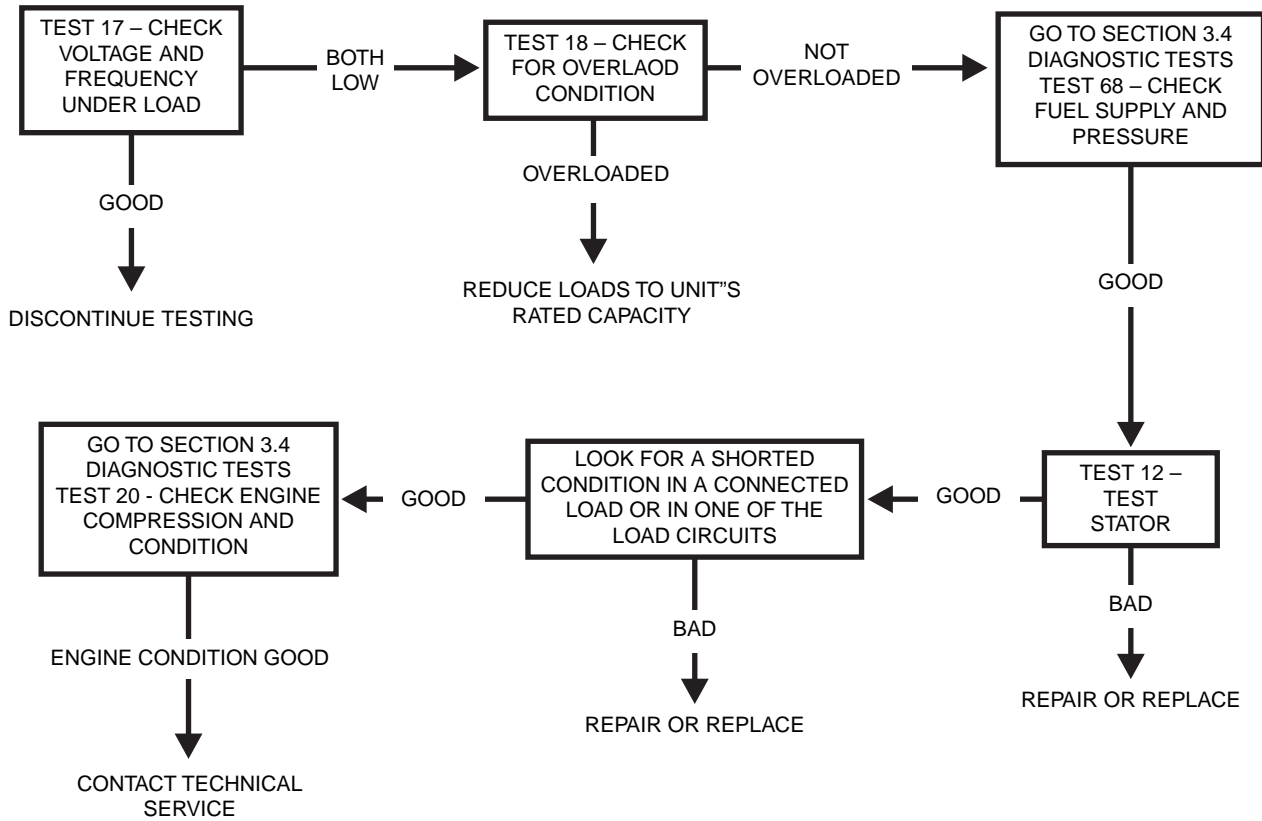 TEST 17 – CHECK
VOLTAGE AND
FREQUENCY
UNDER LOAD
BOTH
LOW
TEST 18 – CHECK
FOR OVERLAOD
CONDITION
NOT
OVERLOADED
GO TO SECTION 3.4
DIAGNOSTIC TESTS
TEST 68 – CHECK
FUEL SUPPLY AND
PRESSURE
GOOD
DISCONTINUE TESTING
OVERLOADED
REDUCE LOADS TO UNIT"S
RATED CAPACITY
GOOD
TEST 12 –
TEST
STATOR
GOOD
LOOK FOR A SHORTED
CONDITION IN A CONNECTED
LOAD OR IN ONE OF THE
LOAD CIRCUITS
GOOD
GO TO SECTION 3.4
DIAGNOSTIC TESTS
TEST 20 - CHECK ENGINE
COMPRESSION AND
CONDITION
BAD
REPAIR OR REPLACE
BAD
REPAIR OR REPLACE
ENGINE CONDITION GOOD
CONTACT TECHNICAL
SERVICE